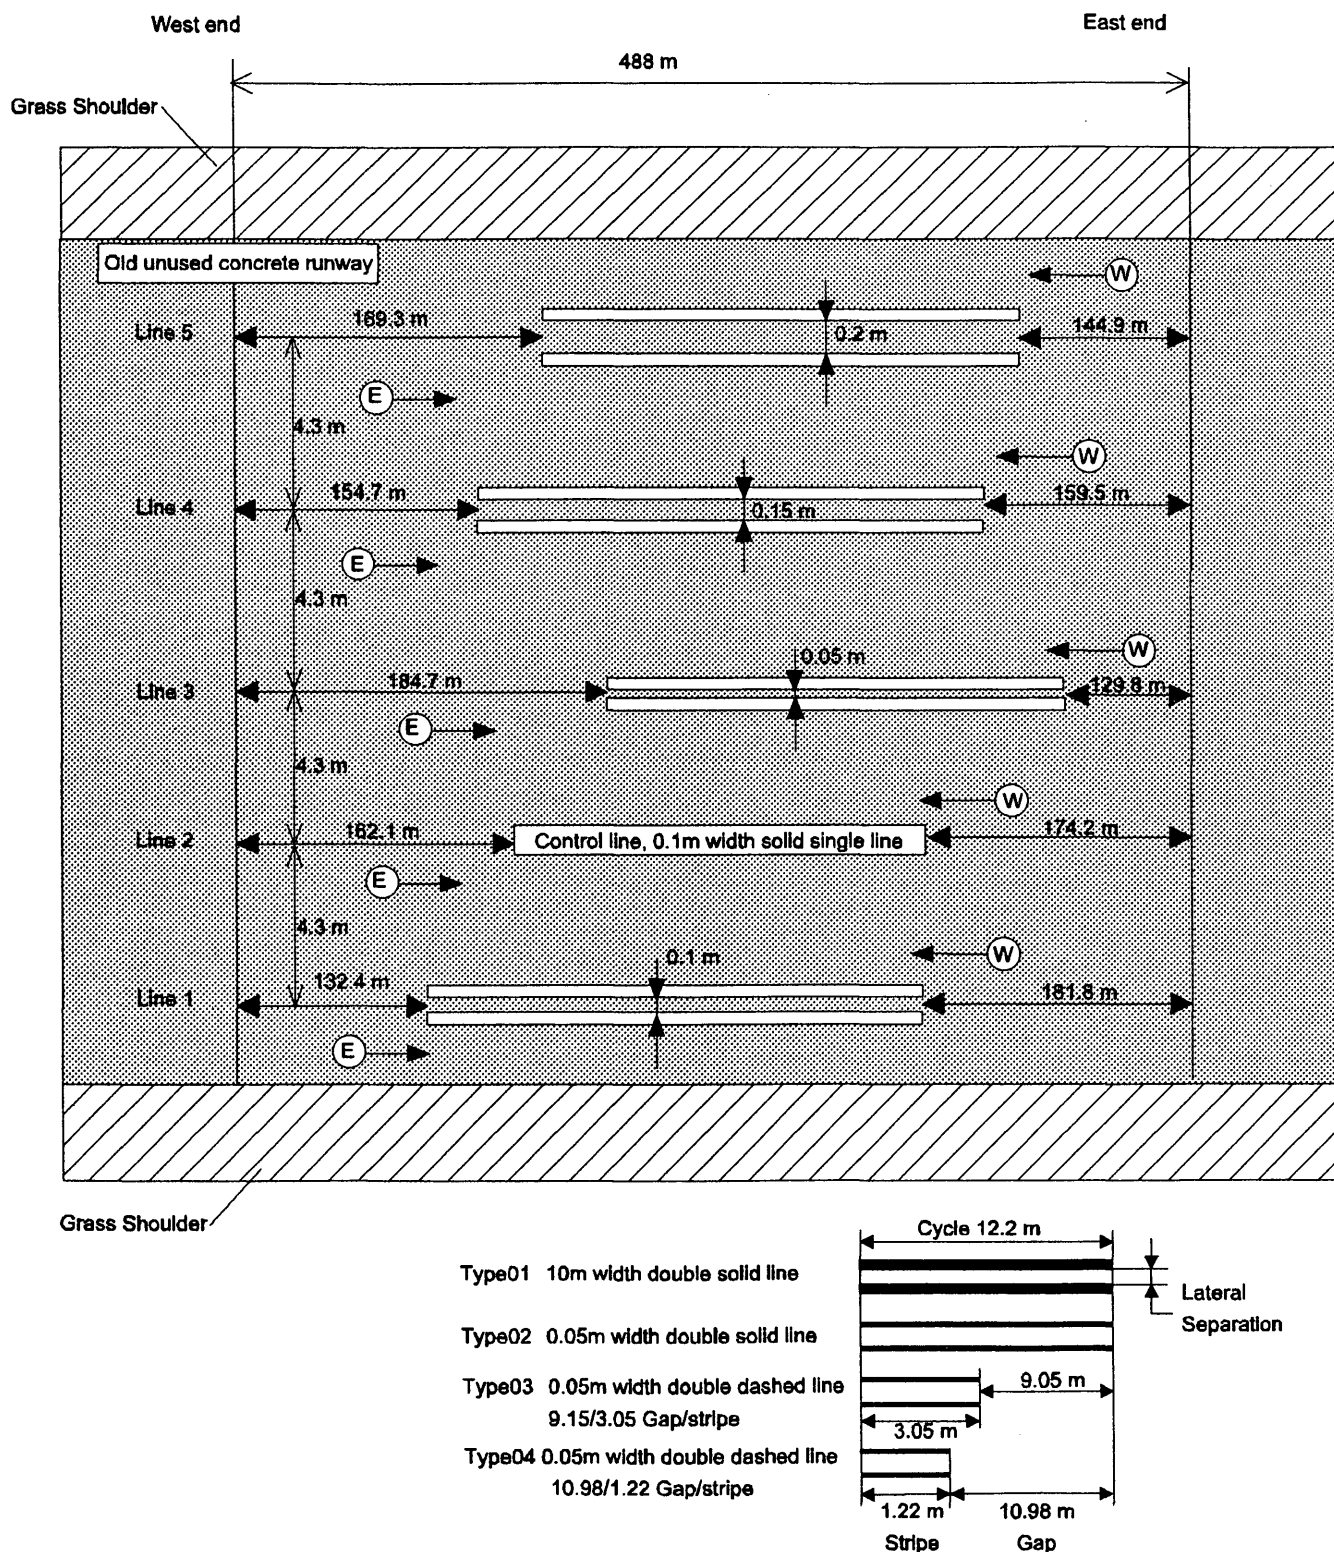 West end
East end
488 m
Grass Shoulder
Old unused concrete runway
W
Line 5
169.3 m
0.2 m
144.9 m
E
4.3 m
W
Line 4
154.7 m
0.15 m
159.5 m
E
4.3 m
W
0.05 m
Line 3
184.7 m
129.8 m
E
4.3 m
W
Line 2
162.1 m
Control line, 0.1m width solid single line
174.2 m
E
4.3 m
W
0.1 m
Line 1
132.4 m
181.8 m
E
Grass Shoulder
Cycle 12.2 m
Type01 10m width double solid line
Lateral
Separation
Type02 0.05m width double solid line
Type03 0.05m width double dashed line
9.05 m
9.15/3.05 Gap/stripe
3.05 m
Type04 0.05m width double dashed line
10.98/1.22 Gap/stripe
1.22 m
10.98 m
Stripe
Gap